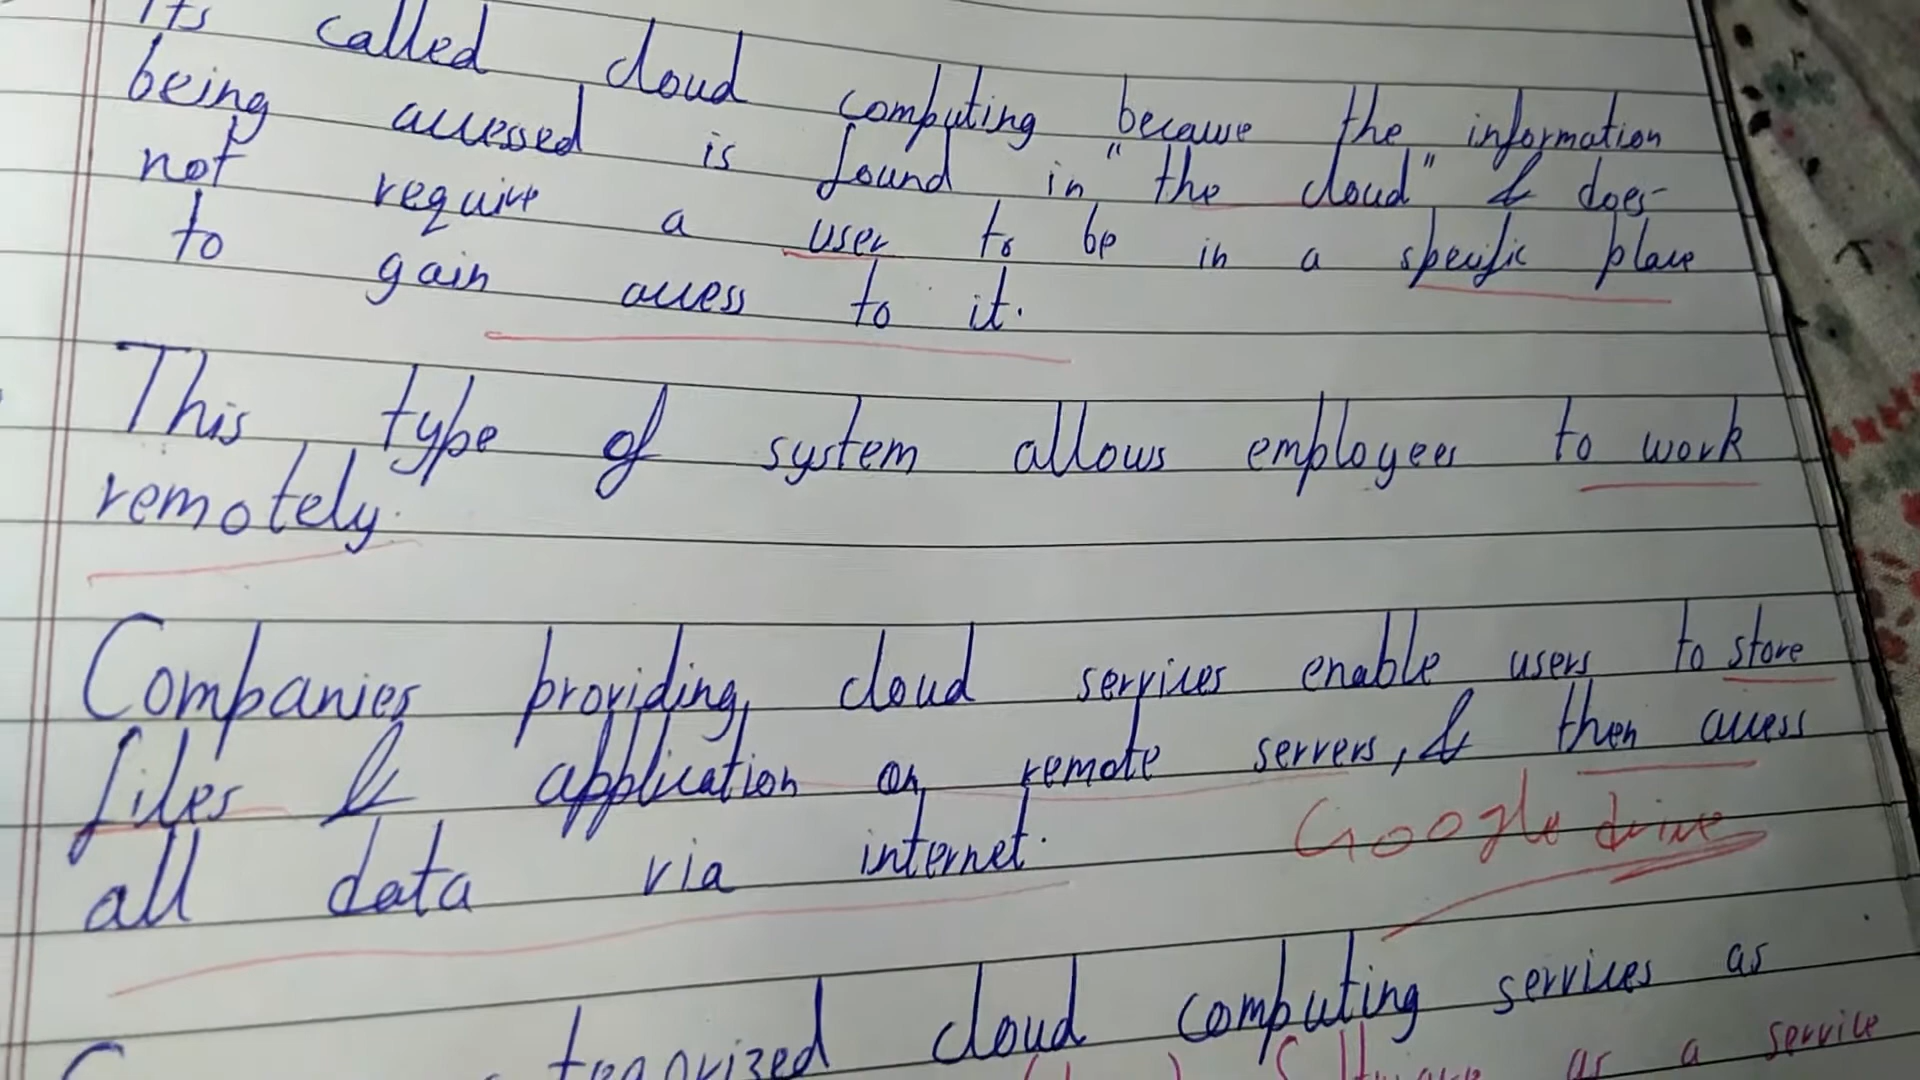 Its called cloud computing because the information
being accessed is found in "the cloud" & does-
not require a user to be in a specific place
to gain access to it.
This type of system allows employees to work
remotely.
Companies providing, cloud services enable users to store
files & application on remote servers, & then access
all data via internet.
Google drive
cloud computing services as
as a service